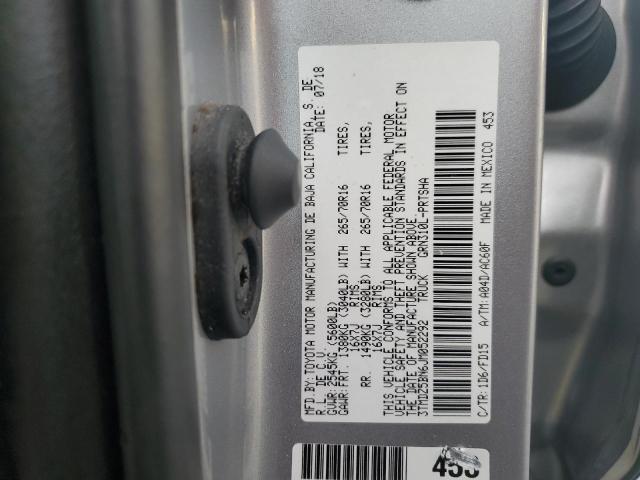 MFD.BY:TOYOTA MOTOR MANUFACTURING DE BAJA CALIFORNIA, S. DE
R.L. DE C.V. DATE: 07/18
GVWR:2545KG(5600LB)
GAWR:FRT. 1380KG (3040LB) WITH 265/70R16 TIRES,
16X7J RIMS
RR. 1490KG (3280LB) WITH 265/70R16 TIRES,
16X7J RIMS
THIS VEHICLE CONFORMS TO ALL APPLICABLE FEDERAL MOTOR
VEHICLE SAFETY AND THEFT PREVENTION STANDARDS IN EFFECT ON
THE DATE OF MANUFACTURE SHOWN ABOVE.
3TMDZ5BN6JM052292 TRUCK GRN310L-PRTSHA
C/TR:1D6/FD15 A/TM:A04D/AC60F MADE IN MEXICO 453
453